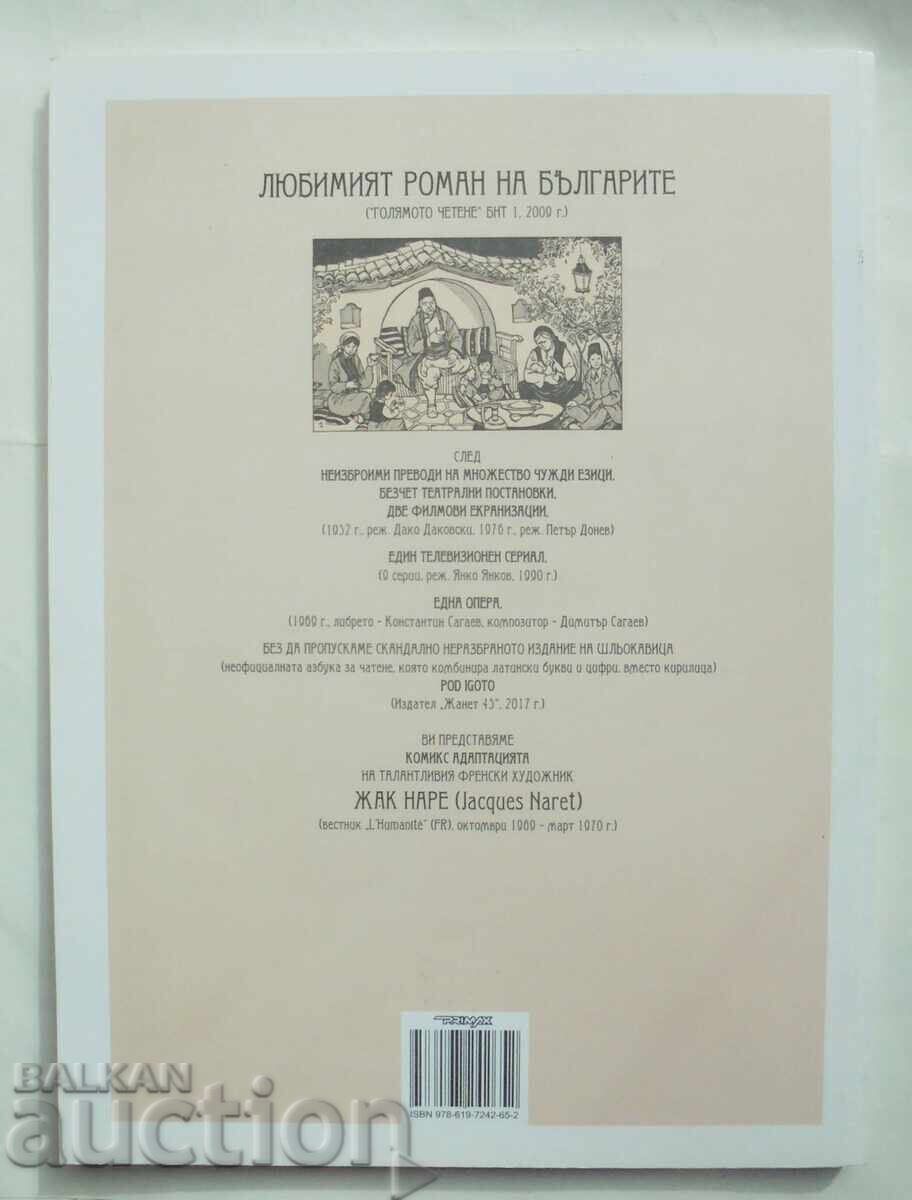 ЛЮБИМИЯТ РОМАН НА БЪЛГАРИТЕ
("ГОЛЯМОТО ЧЕТЕНЕ" БНТ 1, 2009 г.)
СЛЕД
НЕИЗБРОИМИ ПРЕВОДИ НА МНОЖЕСТВО ЧУЖДИ ЕЗИЦИ,
БЕЗЧЕТ ТЕАТРАЛНИ ПОСТАНОВКИ,
ДВЕ ФИЛМОВИ ЕКРАНИЗАЦИИ,
(1952 г., реж. Дако Даковски, 1976 г., реж. Петър Донев)
ЕДИН ТЕЛЕВИЗИОНЕН СЕРИАЛ,
(9 серии, реж. Янко Янков, 1990 г.)
ЕДНА ОПЕРА,
(1969 г., либрето - Константин Сагаев, композитор - Димитър Сагаев)
БЕЗ ДА ПРОПУСКАМЕ СКАНДАЛНО НЕРАЗБРАНОТО ИЗДАНИЕ НА ШЛЬОКАВИЦА
(неофициалната азбука за чатене, която комбинира латински букви и цифри, вместо кирилица)
POD IGOTO
(Издател „Жанет 45", 2017 г.)
ВИ ПРЕДСТАВЯМЕ
КОМИКС АДАПТАЦИЯТА
НА ТАЛАНТЛИВИЯ ФРЕНСКИ ХУДОЖНИК
ЖАК НАРЕ (Jacques Naret)
(вестник „L'Humanité" (FR), октомври 1969 - март 1970 г.)
PRIMAX
ISBN 978-619-7242-65-2
BALKAN
auction